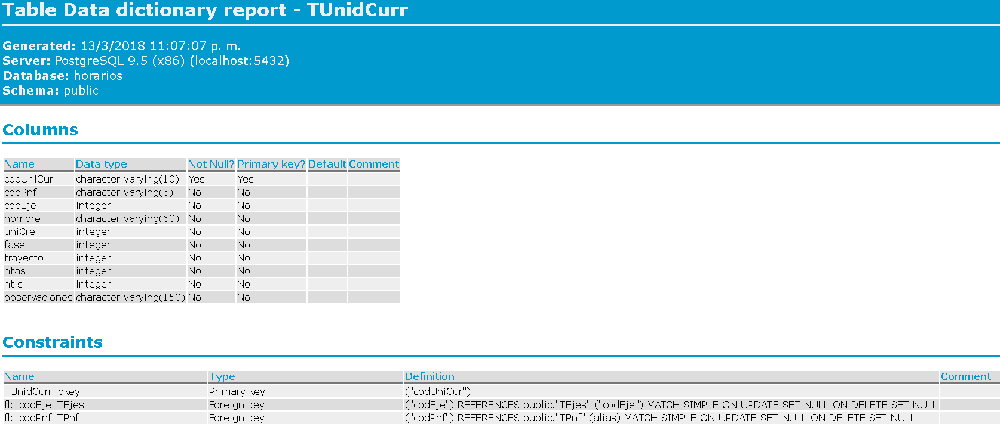 Table Data dictionary report - TUnidCurr
Generated: 13/3/2018 11:07:07 p. m.
Server: PostgreSQL 9.5 (x86) (localhost:5432)
Database: horarios
Schema: public
Columns
Name Data type Not Null? Primary key? Default Comment
codUniCur character varying(10) Yes Yes
codPnf character varying(6) No No
codEje integer No No
nombre character varying(60) No No
uniCre integer No No
fase integer No No
trayecto integer No No
htas integer No No
htis integer No No
observaciones character varying(150) No No
Constraints
Name Type Definition Comment
TUnidCurr_pkey Primary key ("codUniCur")
fk_codEje_TEjes Foreign key ("codEje") REFERENCES public."TEjes" ("codEje") MATCH SIMPLE ON UPDATE SET NULL ON DELETE SET NULL
fk_codPnf_TPnf Foreign key ("codPnf") REFERENCES public."TPnf" (alias) MATCH SIMPLE ON UPDATE SET NULL ON DELETE SET NULL